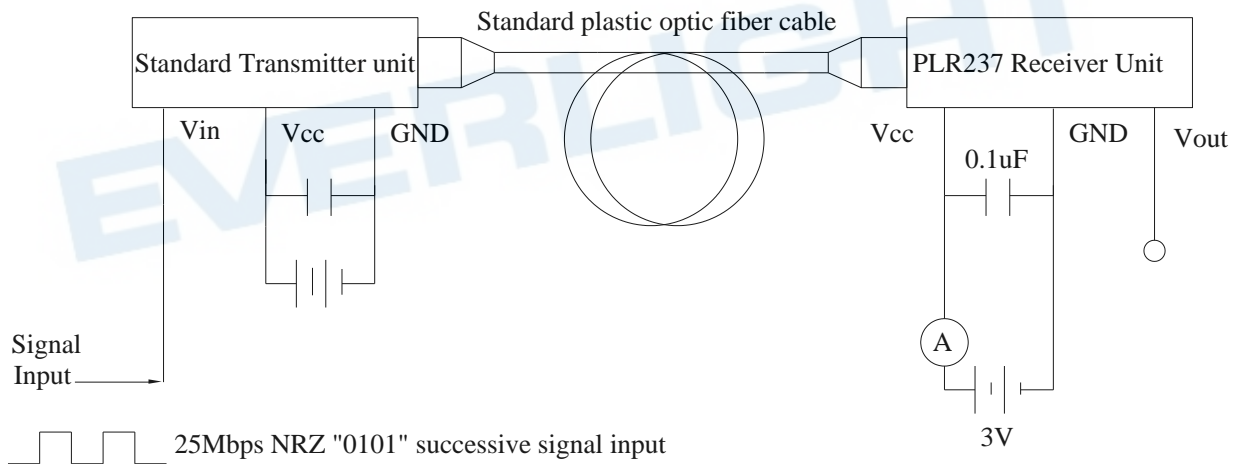 Standard plastic optic fiber cable
Standard Transmitter unit
PLR237 Receiver Unit
Vin
Vcc
GND
Vcc
GND
Vout
0.1uF
Signal
Input
A
3V
25Mbps NRZ "0101" successive signal input
EVERLIGHT